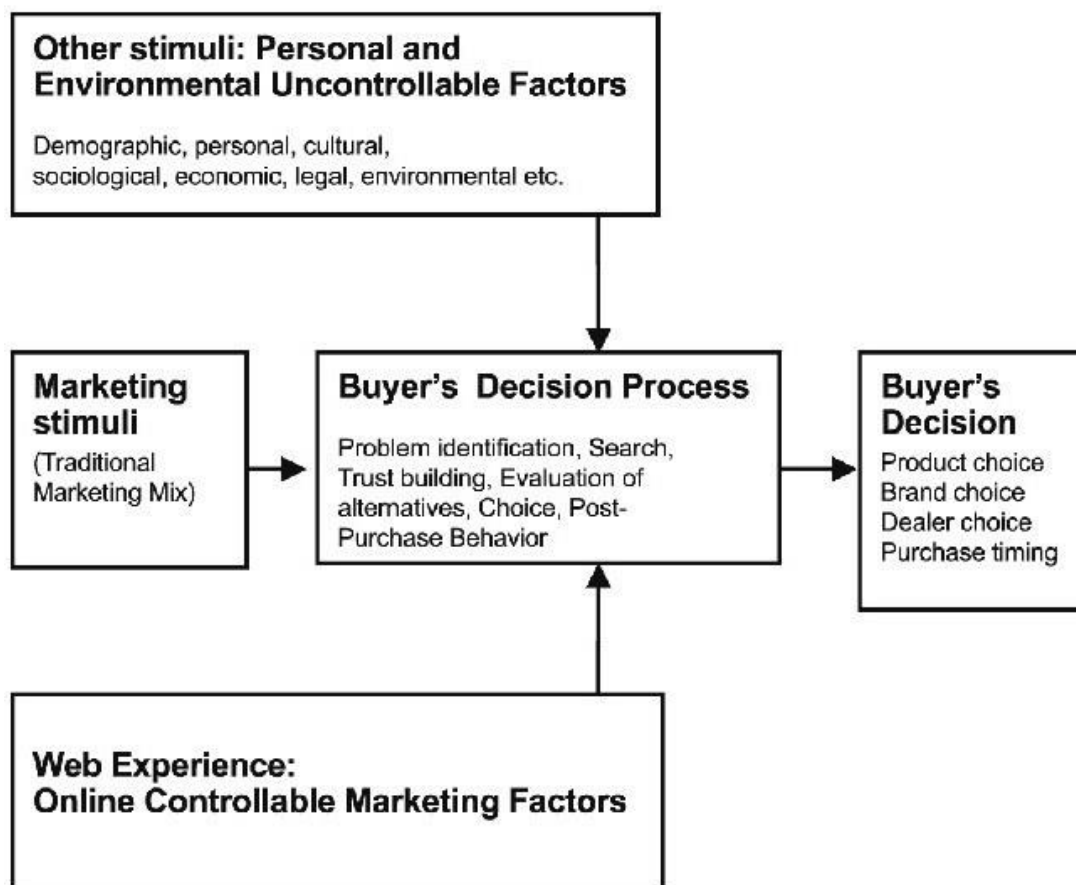 Other stimuli: Personal and
Environmental Uncontrollable Factors
Demographic, personal, cultural,
sociological, economic, legal, environmental etc.
Marketing
stimuli
(Traditional
Marketing Mix)
Buyer's Decision Process
Problem identification, Search,
Trust building, Evaluation of
alternatives, Choice, Post-
Purchase Behavior
Buyer's
Decision
Product choice
Brand choice
Dealer choice
Purchase timing
Web Experience:
Online Controllable Marketing Factors